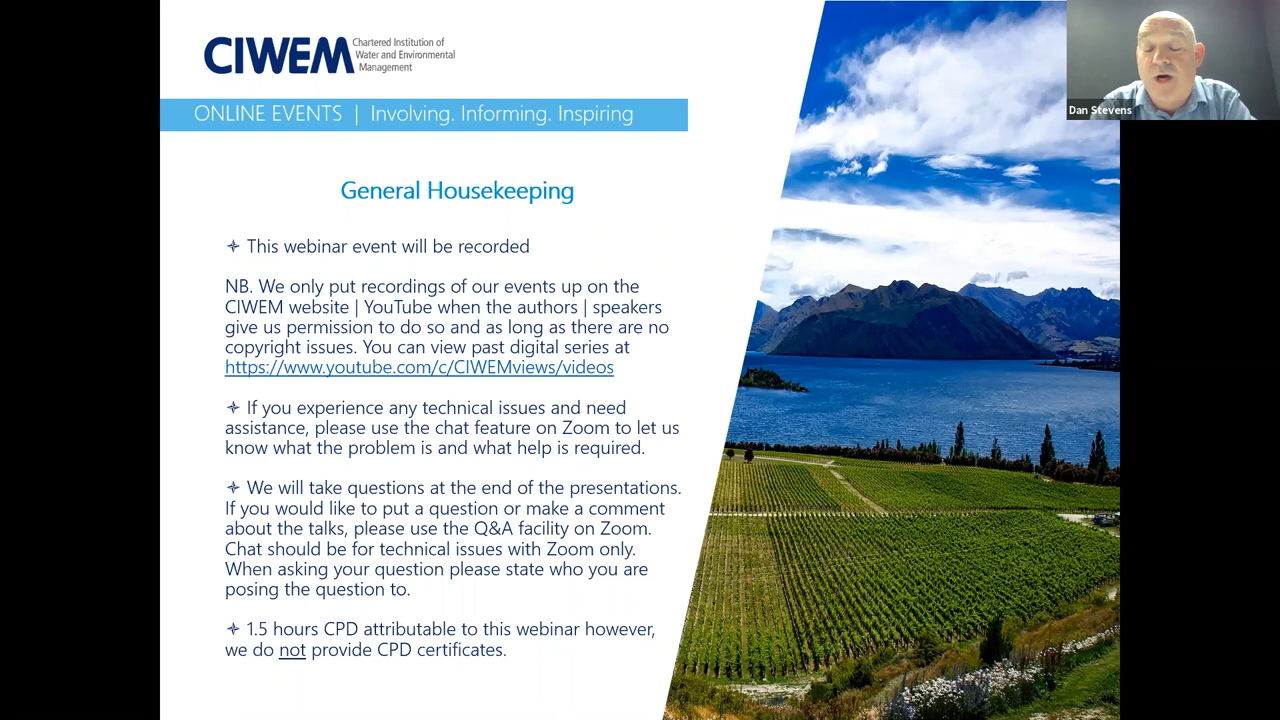 CIWEM
Chartered Institution of
Water and Environmental
Management
Dan Stevens
ONLINE EVENTS | Involving. Informing. Inspiring
General Housekeeping
This webinar event will be recorded
NB. We only put recordings of our events up on the
CIWEM website | YouTube when the authors | speakers
give us permission to do so and as long as there are no
copyright issues. You can view past digital series at
https://www.youtube.com/c/CIWEMviews/videos
If you experience any technical issues and need
assistance, please use the chat feature on Zoom to let us
know what the problem is and what help is required.
We will take questions at the end of the presentations.
If you would like to put a question or make a comment
about the talks, please use the Q&A facility on Zoom.
Chat should be for technical issues with Zoom only.
When asking your question please state who you are
posing the question to.
1.5 hours CPD attributable to this webinar however,
we do not provide CPD certificates.